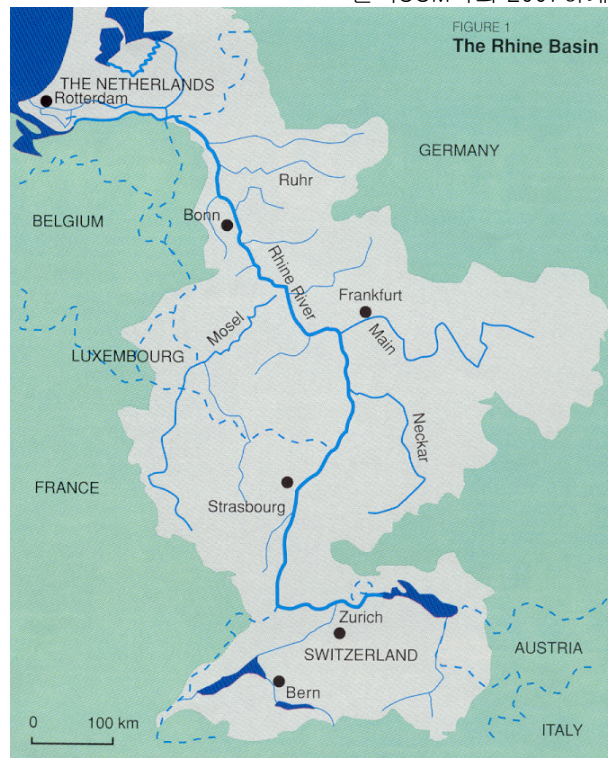 FIGURE 1
The Rhine Basin
THE NETHERLANDS
Rotterdam
GERMANY
Ruhr
BELGIUM
Bonn
Rhine River
Frankfurt
Mosel
Main
LUXEMBOURG
Neckar
FRANCE
Strasbourg
Zurich
SWITZERLAND
AUSTRIA
Bern
0 100 km
ITALY